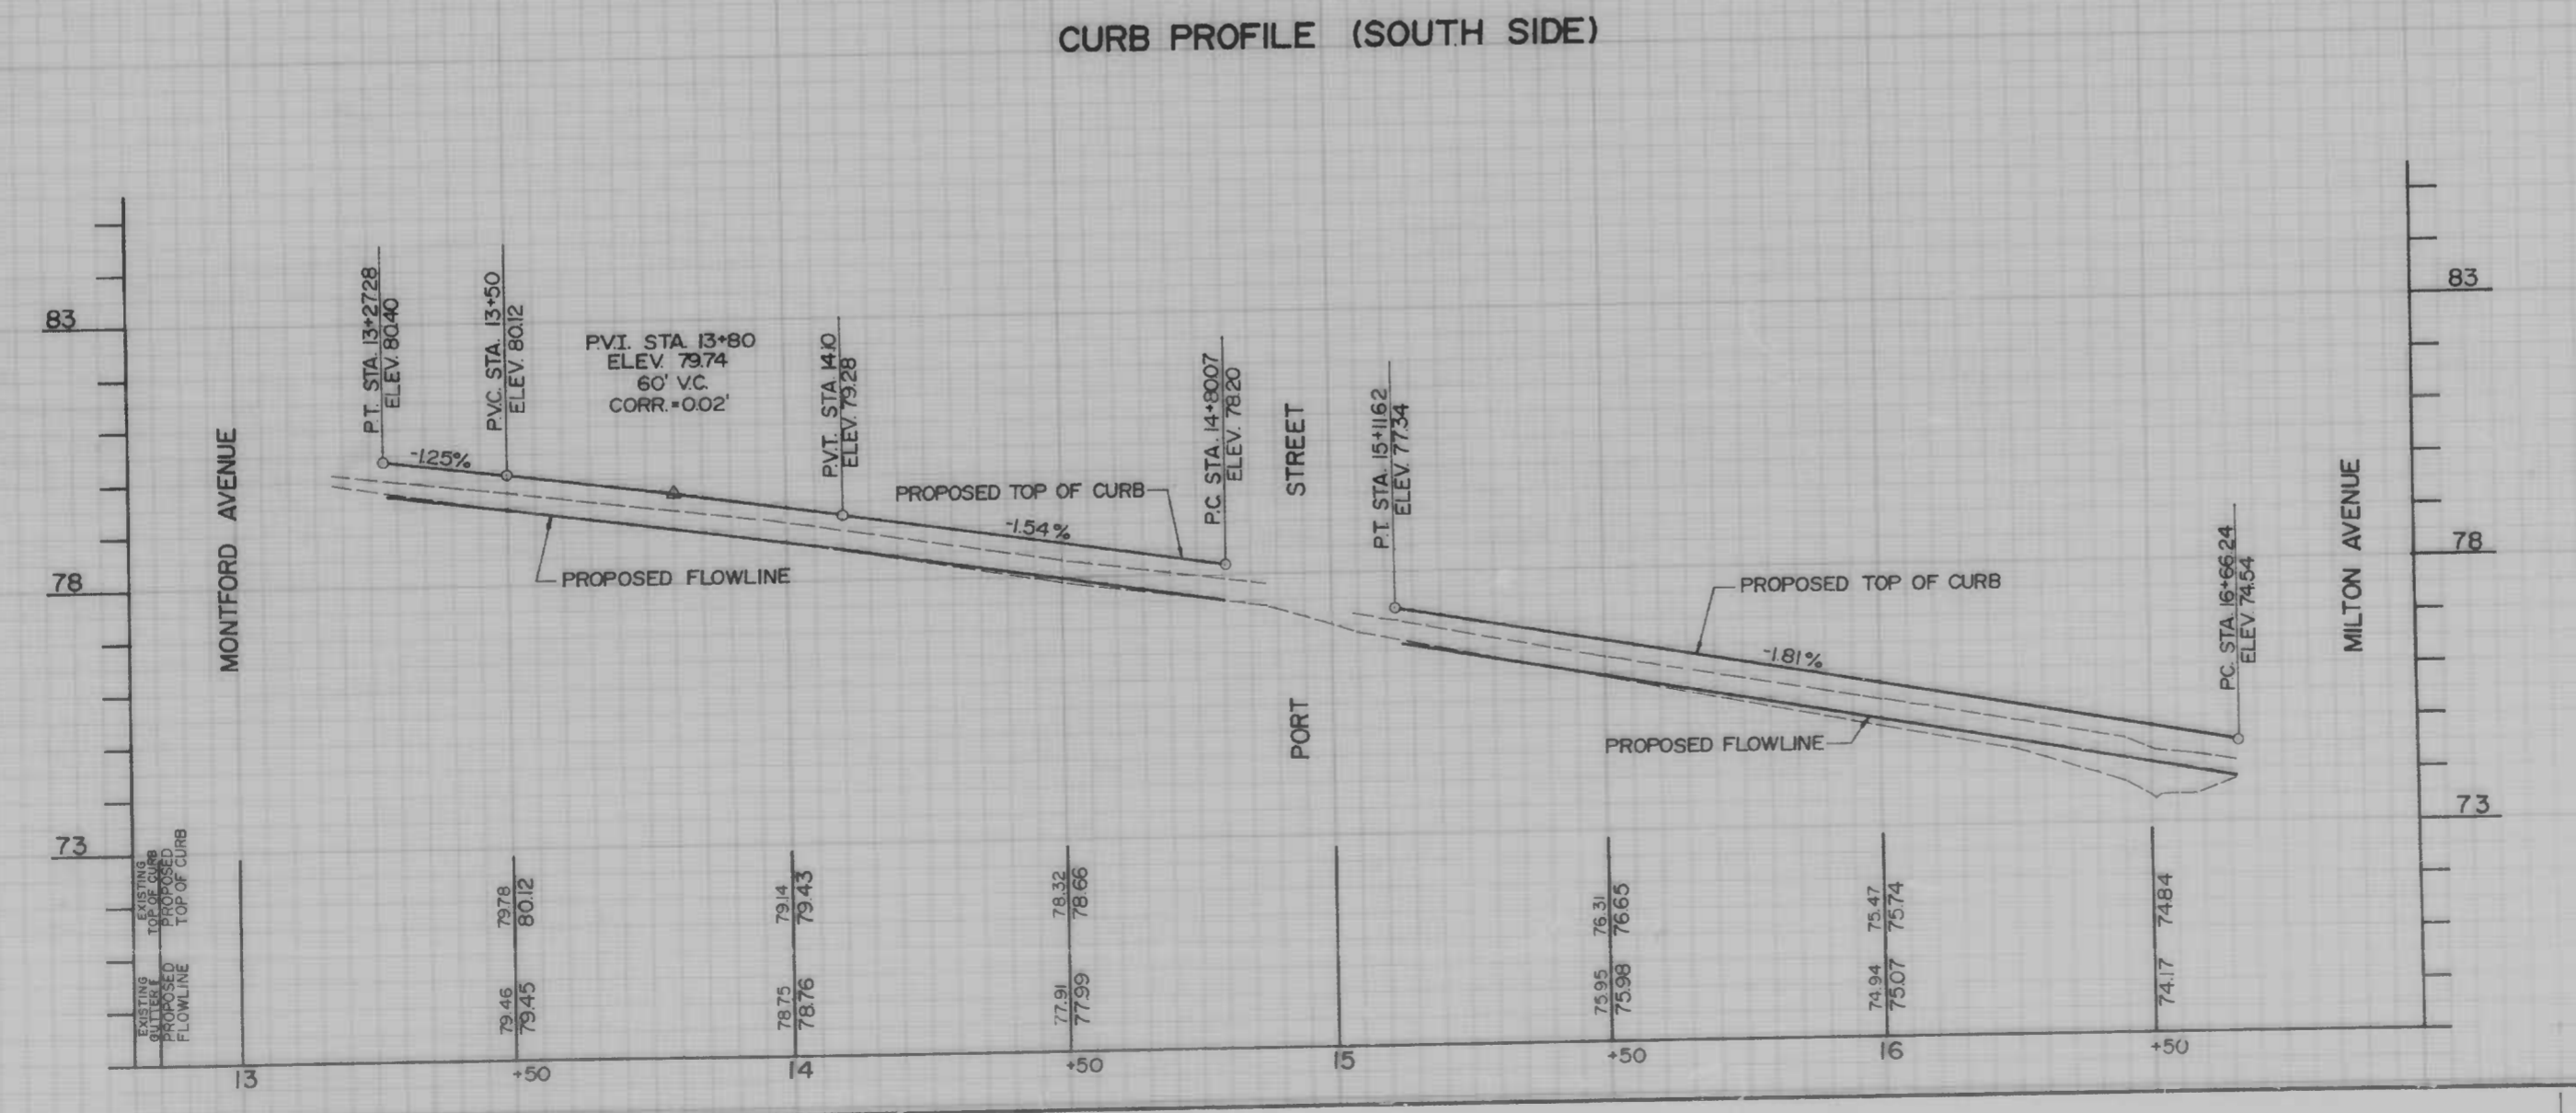 CURB PROFILE (SOUTH SIDE)
83
78
73
MONTFORD AVENUE
P.T. STA. 13+27.28
ELEV. 80.40
-1.25%
P.V.C. STA. 13+50
ELEV. 80.12
P.V.I. STA. 13+80
ELEV. 79.74
60' V.C.
CORR.=0.02'
P.V.T. STA. 14.10
ELEV. 79.28
PROPOSED TOP OF CURB
-1.54%
PROPOSED FLOWLINE
P.C. STA. 14+80.07
ELEV. 78.20
PORT STREET
P.T. STA. 15+11.62
ELEV. 77.34
PROPOSED TOP OF CURB
-1.81%
PROPOSED FLOWLINE
P.C. STA. 16+66.24
ELEV. 74.54
MILTON AVENUE
83
78
73
EXISTING
TOP OF CURB
PROPOSED
TOP OF CURB
79.78
80.12
79.14
79.43
78.32
78.66
76.31
76.65
75.47
75.74
74.84
EXISTING
GUTTER
PROPOSED
FLOWLINE
79.46
79.45
78.75
78.76
77.91
77.99
75.95
75.98
74.94
75.07
74.17
13
+50
14
+50
15
+50
16
+50